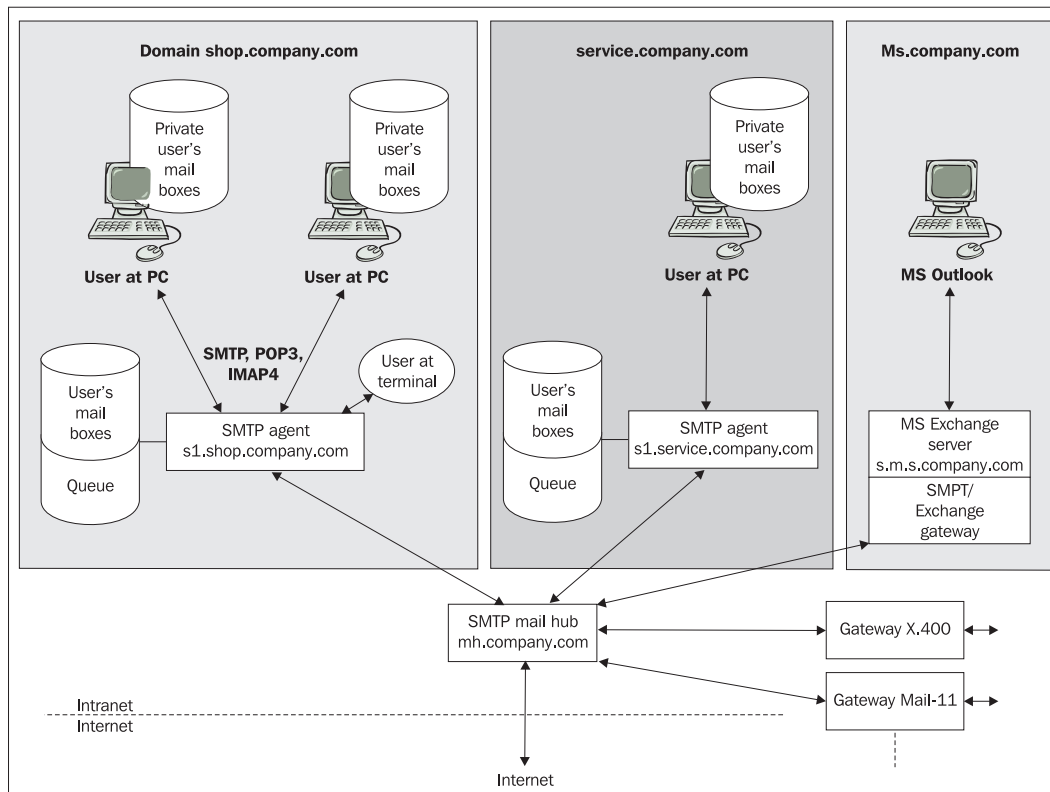 Domain shop.company.com
Private
user's
mail
boxes
Private
user's
mail
boxes
User at PC
User at PC
SMTP, POP3,
IMAP4
User at
terminal
User's
mail
boxes
Queue
SMTP agent
s1.shop.company.com
service.company.com
Private
user's
mail
boxes
User at PC
User's
mail
boxes
Queue
SMTP agent
s1.service.company.com
Ms.company.com
MS Outlook
MS Exchange
server
s.m.s.company.com
SMPT/
Exchange
gateway
SMTP mail hub
mh.company.com
Gateway X.400
Gateway Mail-11
Intranet
Internet
Internet